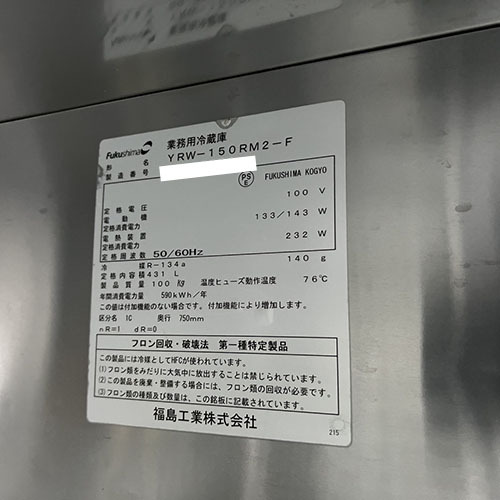 Fukushima
業務用冷蔵庫
形名 YRW-150RM2-F
製造番号
PS E FUKUSHIMA KOGYO
定格電圧 100 V
電動機定格消費電力 133/143 W
電熱装置定格消費電力 232 W
定格周波数 50/60Hz
冷媒 R-134a 140 g
定格内容積 431 L
製品質量 100 Kg 温度ヒューズ動作温度 76℃
年間消費電力量 590kWh/年
この値は付加機能のない場合です。付加機能により増加します。
区分名 1C 奥行 750mm
nR=1 dR=0
フロン回収・破壊法 第一種特定製品
この製品には冷媒としてHFCが使われています。
(1)フロン類をみだりに大気中に放出することは禁じられています。
(2)この製品を廃棄・整備する場合には、フロン類の回収が必要です。
(3)フロン類の種類及び数量は、この銘板に記載されています。
福島工業株式会社
215